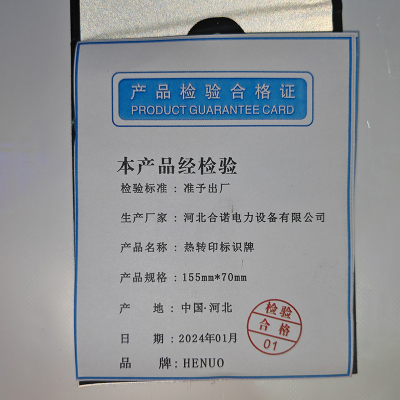 产品检验合格证
PRODUCT GUARANTEE CARD
本产品经检验
检验标准：准予出厂
生产厂家：河北合诺电力设备有限公司
产品名称：热转印标识牌
产品规格：155mm*70mm
产 地：中国·河北
日 期：2024年01月
品 牌：HENUO
检验
合格
01